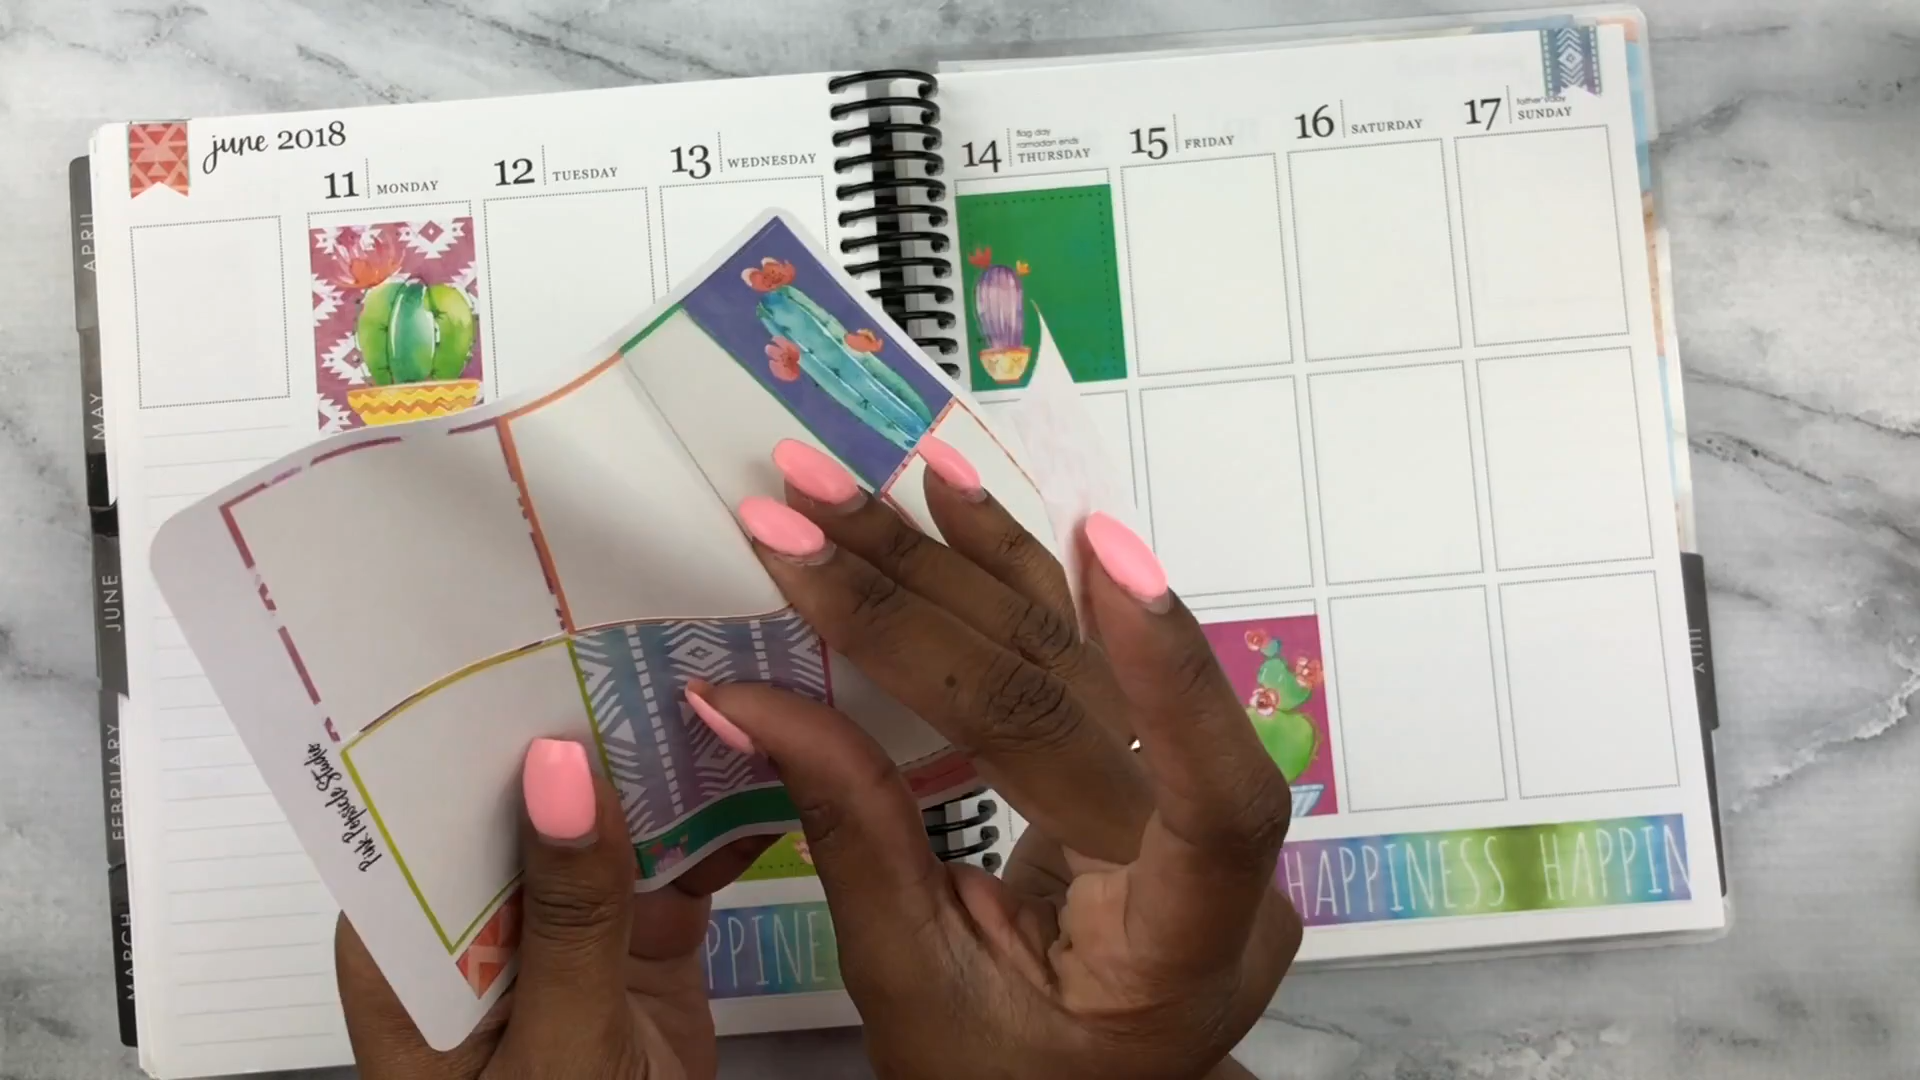 june 2018
11 MONDAY
12 TUESDAY
13 WEDNESDAY
flag day
ramadan ends
14 THURSDAY
15 FRIDAY
16 SATURDAY
17 SUNDAY
APRIL
MAY
JUNE
FEBRUARY
MARCH
JULY
Pink Popsicle Studio
PPINE
HAPPINESS HAPPIN